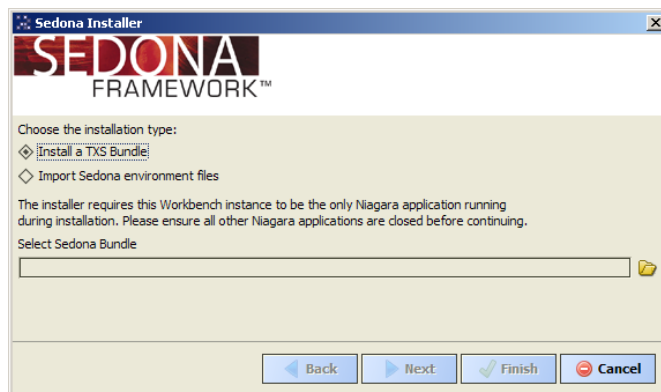 Sedona Installer
SEDONA
FRAMEWORK™
Choose the installation type:
Install a TXS Bundle
Import Sedona environment files
The installer requires this Workbench instance to be the only Niagara application running
during installation. Please ensure all other Niagara applications are closed before continuing.
Select Sedona Bundle
Back Next Finish Cancel